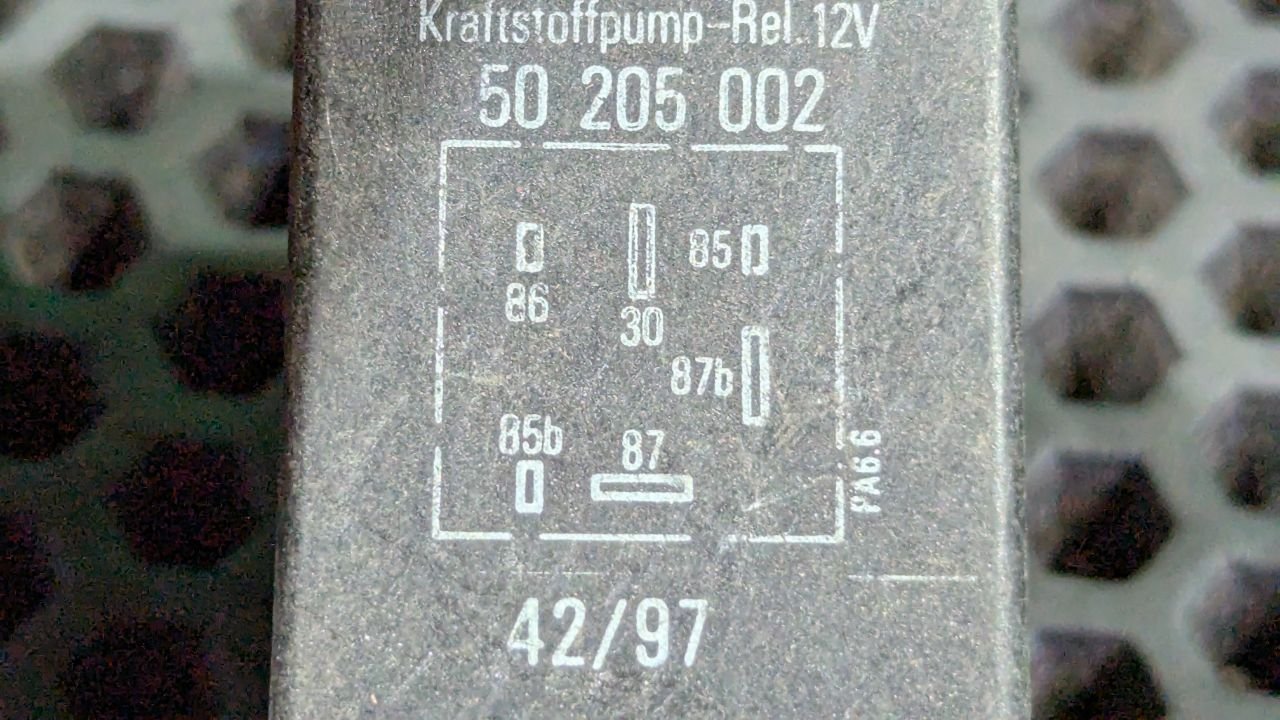 Kraftstoffpump-Rel. 12V
50 205 002
85
86
30
87b
85b
87
PA6.6
42/97